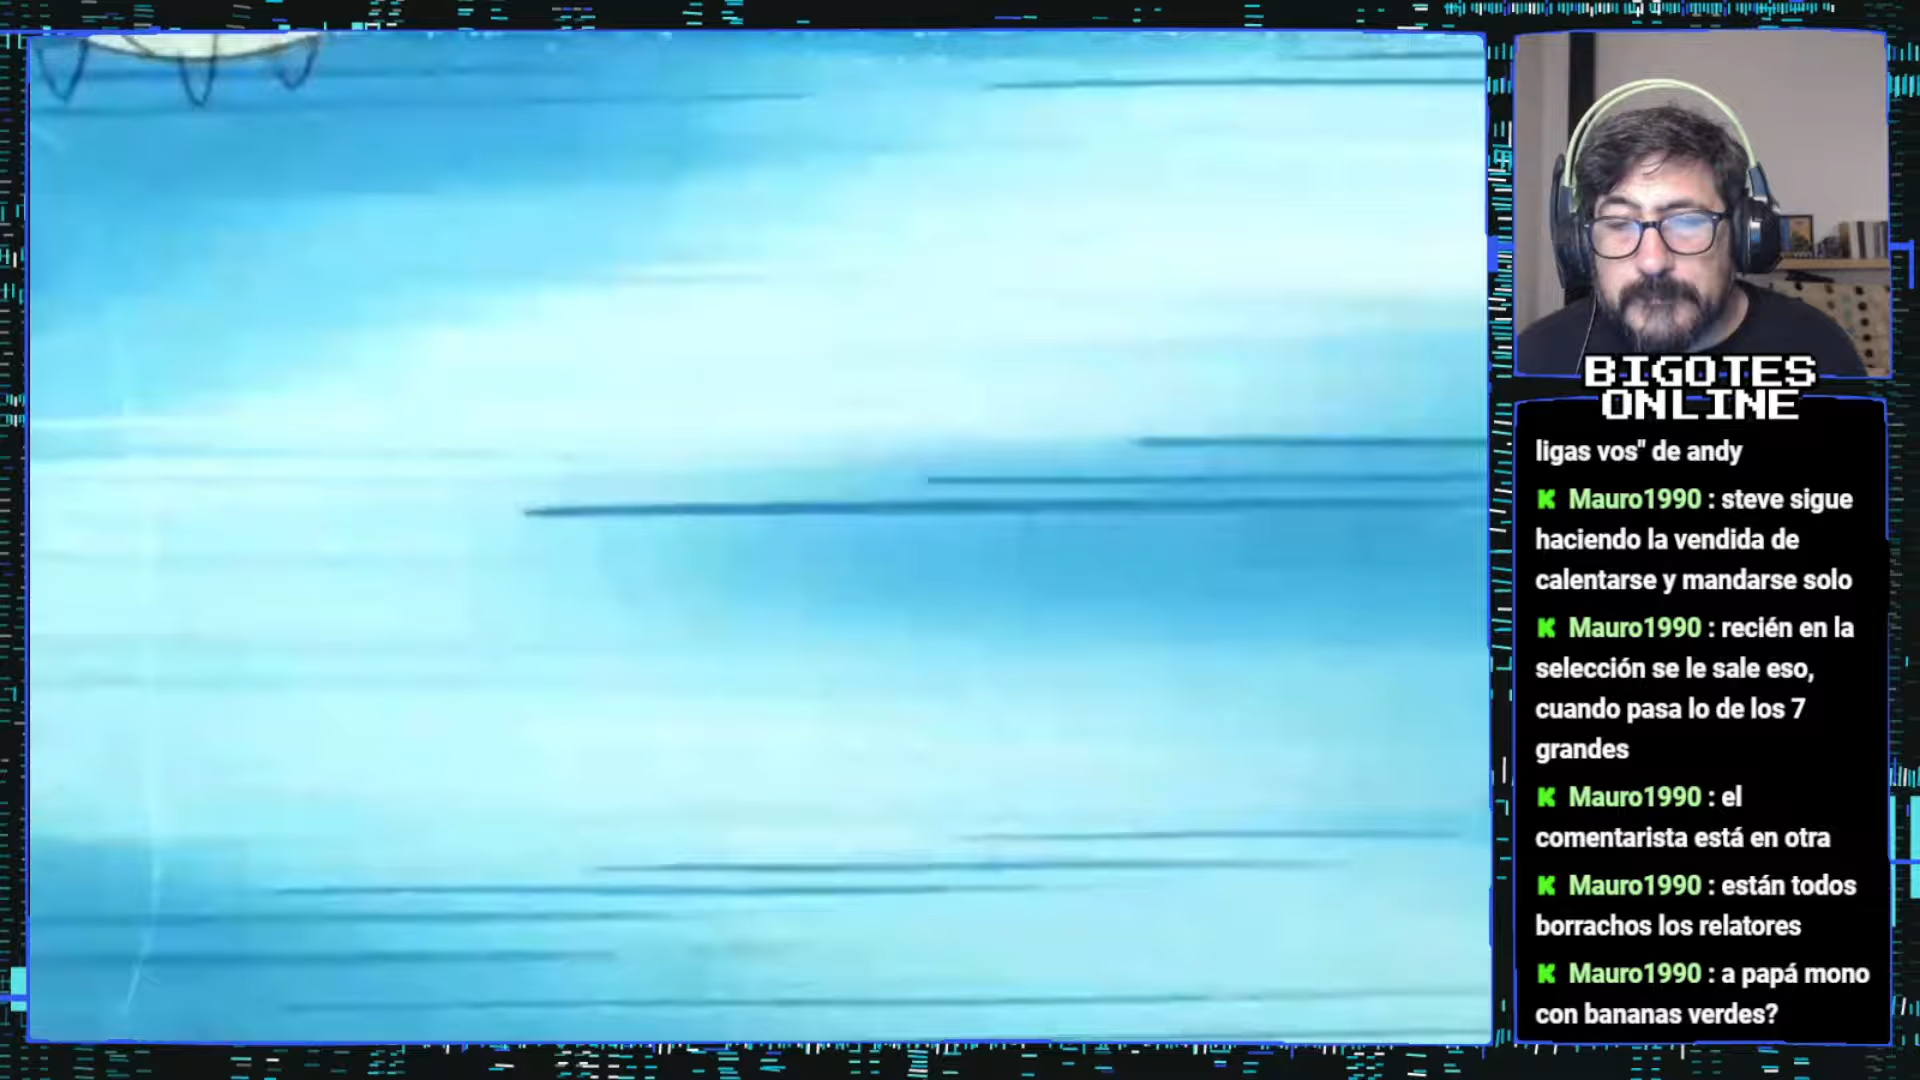 BIGOTES
ONLINE
ligas vos" de andy
Mauro1990 : steve sigue
haciendo la vendida de
calentarse y mandarse solo
Mauro1990 : recién en la
selección se le sale eso,
cuando pasa lo de los 7
grandes
Mauro1990 : el
comentarista está en otra
Mauro1990 : están todos
borrachos los relatores
Mauro1990 : a papá mono
con bananas verdes?